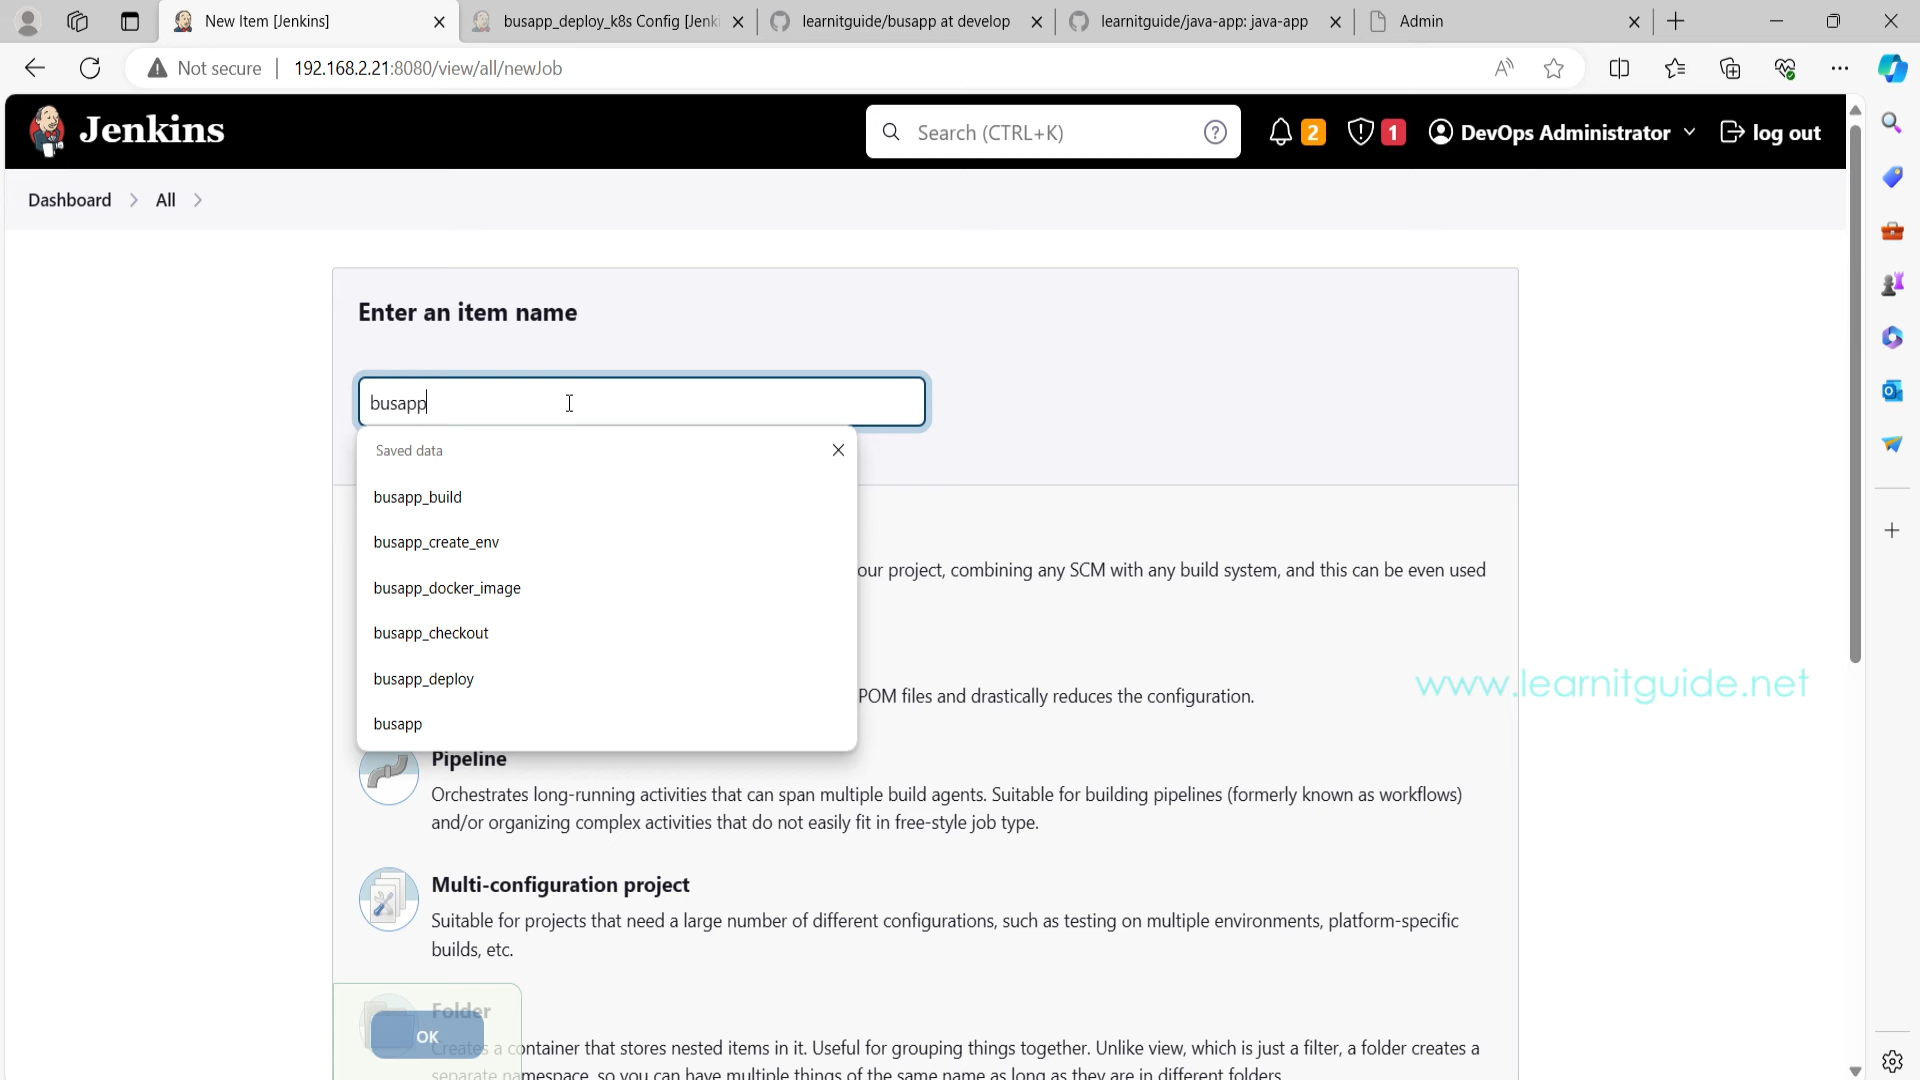 New Item [Jenkins]
busapp_deploy_k8s Config [Jenki
learnitguide/busapp at develop
learnitguide/java-app: java-app
Admin
Not secure
192.168.2.21:8080/view/all/newJob
Jenkins
Search (CTRL+K)
2
1
DevOps Administrator
log out
Dashboard
All
Enter an item name
busapp
Saved data
busapp_build
busapp_create_env
our project, combining any SCM with any build system, and this can be even used
busapp_docker_image
busapp_checkout
busapp_deploy
POM files and drastically reduces the configuration.
www.learnitguide.net
busapp
Pipeline
Orchestrates long-running activities that can span multiple build agents. Suitable for building pipelines (formerly known as workflows)
and/or organizing complex activities that do not easily fit in free-style job type.
Multi-configuration project
Suitable for projects that need a large number of different configurations, such as testing on multiple environments, platform-specific
builds, etc.
Folder
OK
Creates a container that stores nested items in it. Useful for grouping things together. Unlike view, which is just a filter, a folder creates a
separate namespace, so you can have multiple things of the same name as long as they are in different folders.